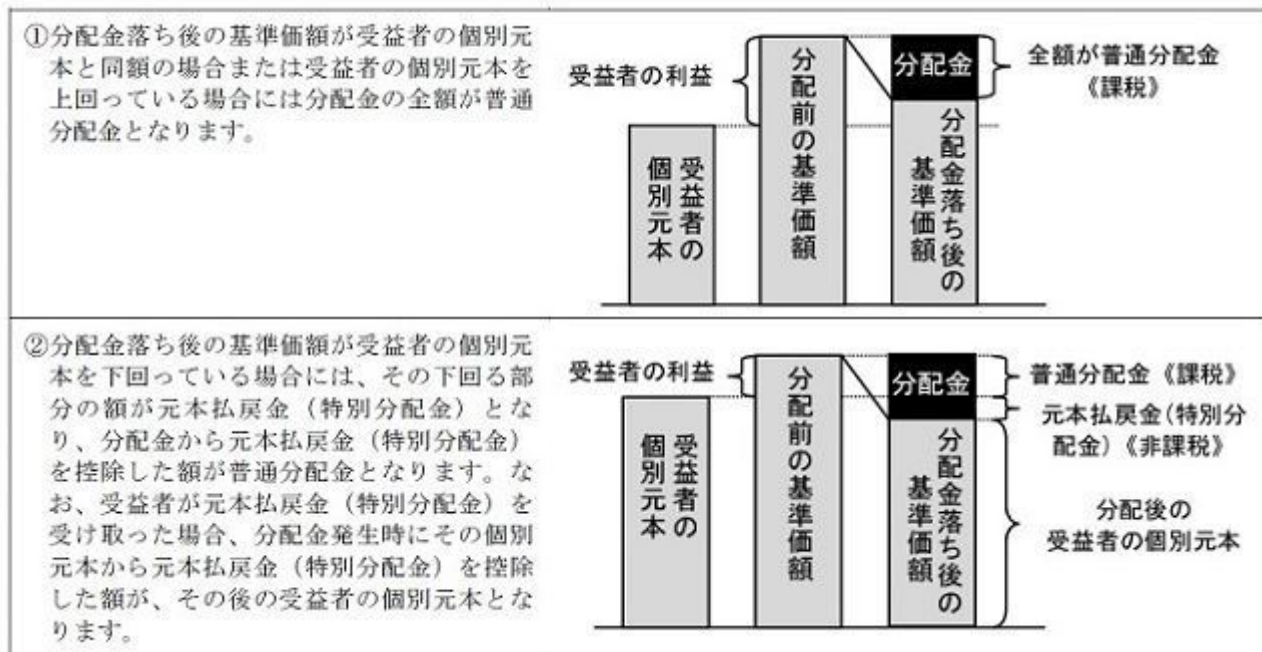 ①分配金落ち後の基準価額が受益者の個別元
本と同額の場合または受益者の個別元本を
上回っている場合には分配金の全額が普通
分配金となります。
受益者の利益
受益者の
個別元本
分配前の基準価額
分配金
分配金落ち後の
基準価額
全額が普通分配金
《課税》
②分配金落ち後の基準価額が受益者の個別元
本を下回っている場合には、その下回る部
分の額が元本払戻金（特別分配金）とな
り、分配金から元本払戻金（特別分配金）
を控除した額が普通分配金となります。な
お、受益者が元本払戻金（特別分配金）を
受け取った場合、分配金発生時にその個別
元本から元本払戻金（特別分配金）を控除
した額が、その後の受益者の個別元本とな
ります。
受益者の利益
受益者の
個別元本
分配前の基準価額
分配金
分配金落ち後の
基準価額
普通分配金《課税》
元本払戻金(特別分
配金)《非課税》
分配後の
受益者の個別元本